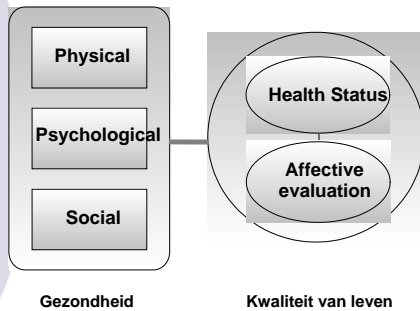 Physical
Psychological
Social
Health Status
Affective
evaluation
Gezondheid
Kwaliteit van leven